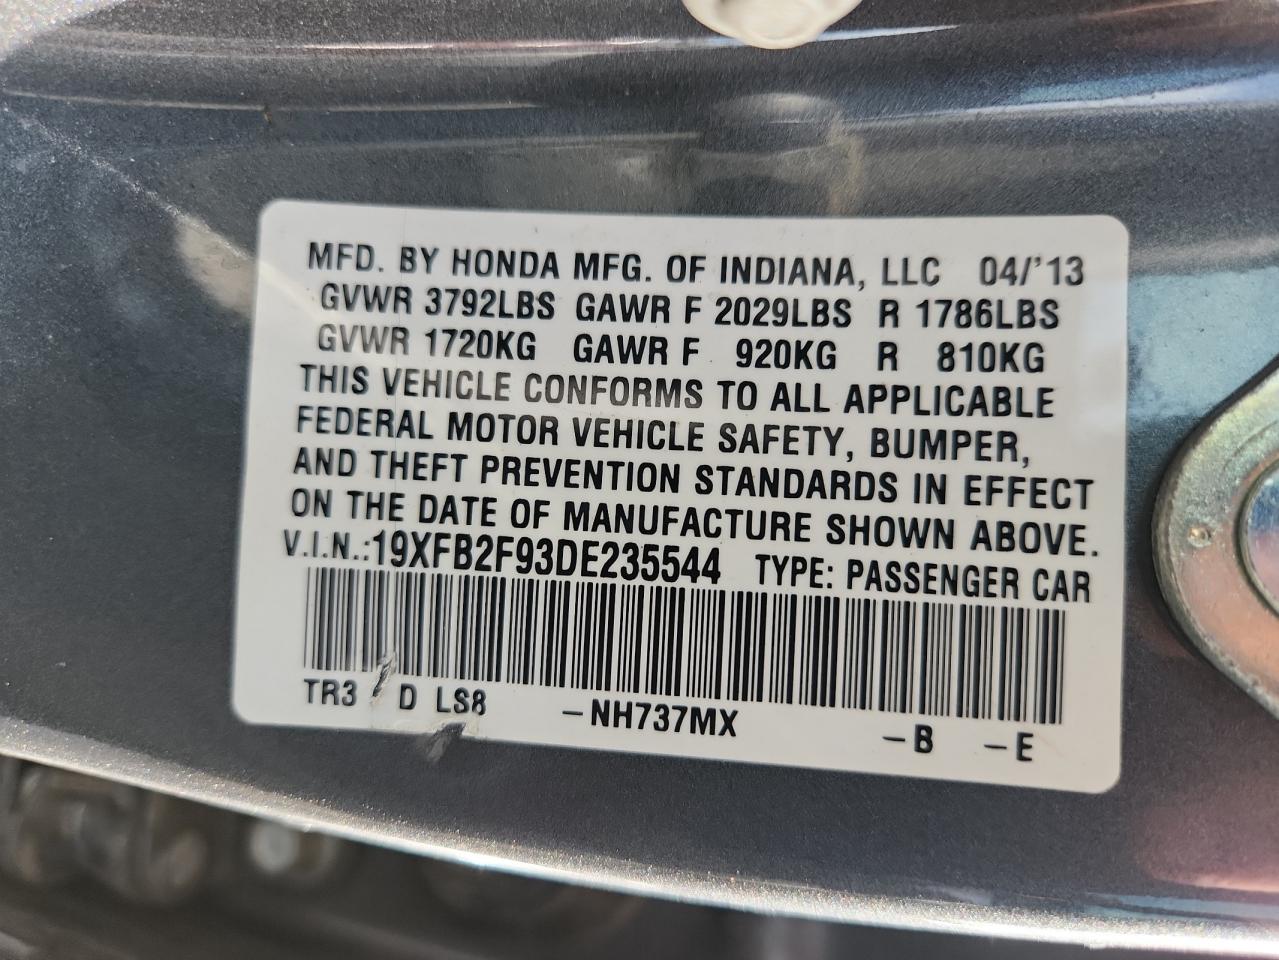 MFD. BY HONDA MFG. OF INDIANA, LLC 04/'13
GVWR 3792LBS GAWR F 2029LBS R 1786LBS
GVWR 1720KG GAWR F 920KG R 810KG
THIS VEHICLE CONFORMS TO ALL APPLICABLE
FEDERAL MOTOR VEHICLE SAFETY, BUMPER,
AND THEFT PREVENTION STANDARDS IN EFFECT
ON THE DATE OF MANUFACTURE SHOWN ABOVE.
V.I.N.:19XFB2F93DE235544 TYPE: PASSENGER CAR
TR3 D LS8 –NH737MX –B –E